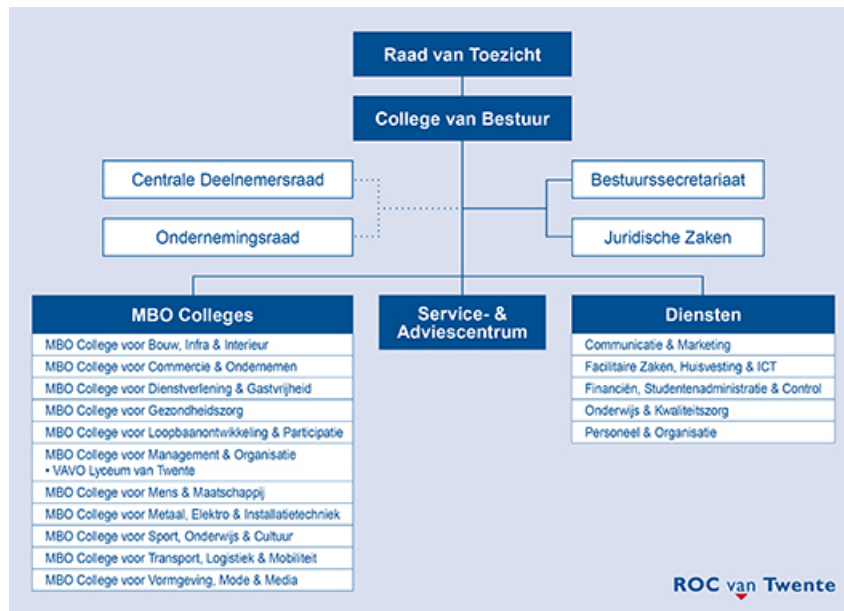 Raad van Toezicht
College van Bestuur
Centrale Deelnemersraad
Bestuurssecretariaat
Ondernemingsraad
Juridische Zaken
MBO Colleges
MBO College voor Bouw, Infra & Interieur
MBO College voor Commercie & Ondernemen
MBO College voor Dienstverlening & Gastvrijheid
MBO College voor Gezondheidszorg
MBO College voor Loopbaanontwikkeling & Participatie
MBO College voor Management & Organisatie
• VAVO Lyceum van Twente
MBO College voor Mens & Maatschappij
MBO College voor Metaal, Elektro & Installatietechniek
MBO College voor Sport, Onderwijs & Cultuur
MBO College voor Transport, Logistiek & Mobiliteit
MBO College voor Vormgeving, Mode & Media
Service- &
Adviescentrum
Diensten
Communicatie & Marketing
Facilitaire Zaken, Huisvesting & ICT
Financiën, Studentenadministratie & Control
Onderwijs & Kwaliteitszorg
Personeel & Organisatie
ROC van Twente